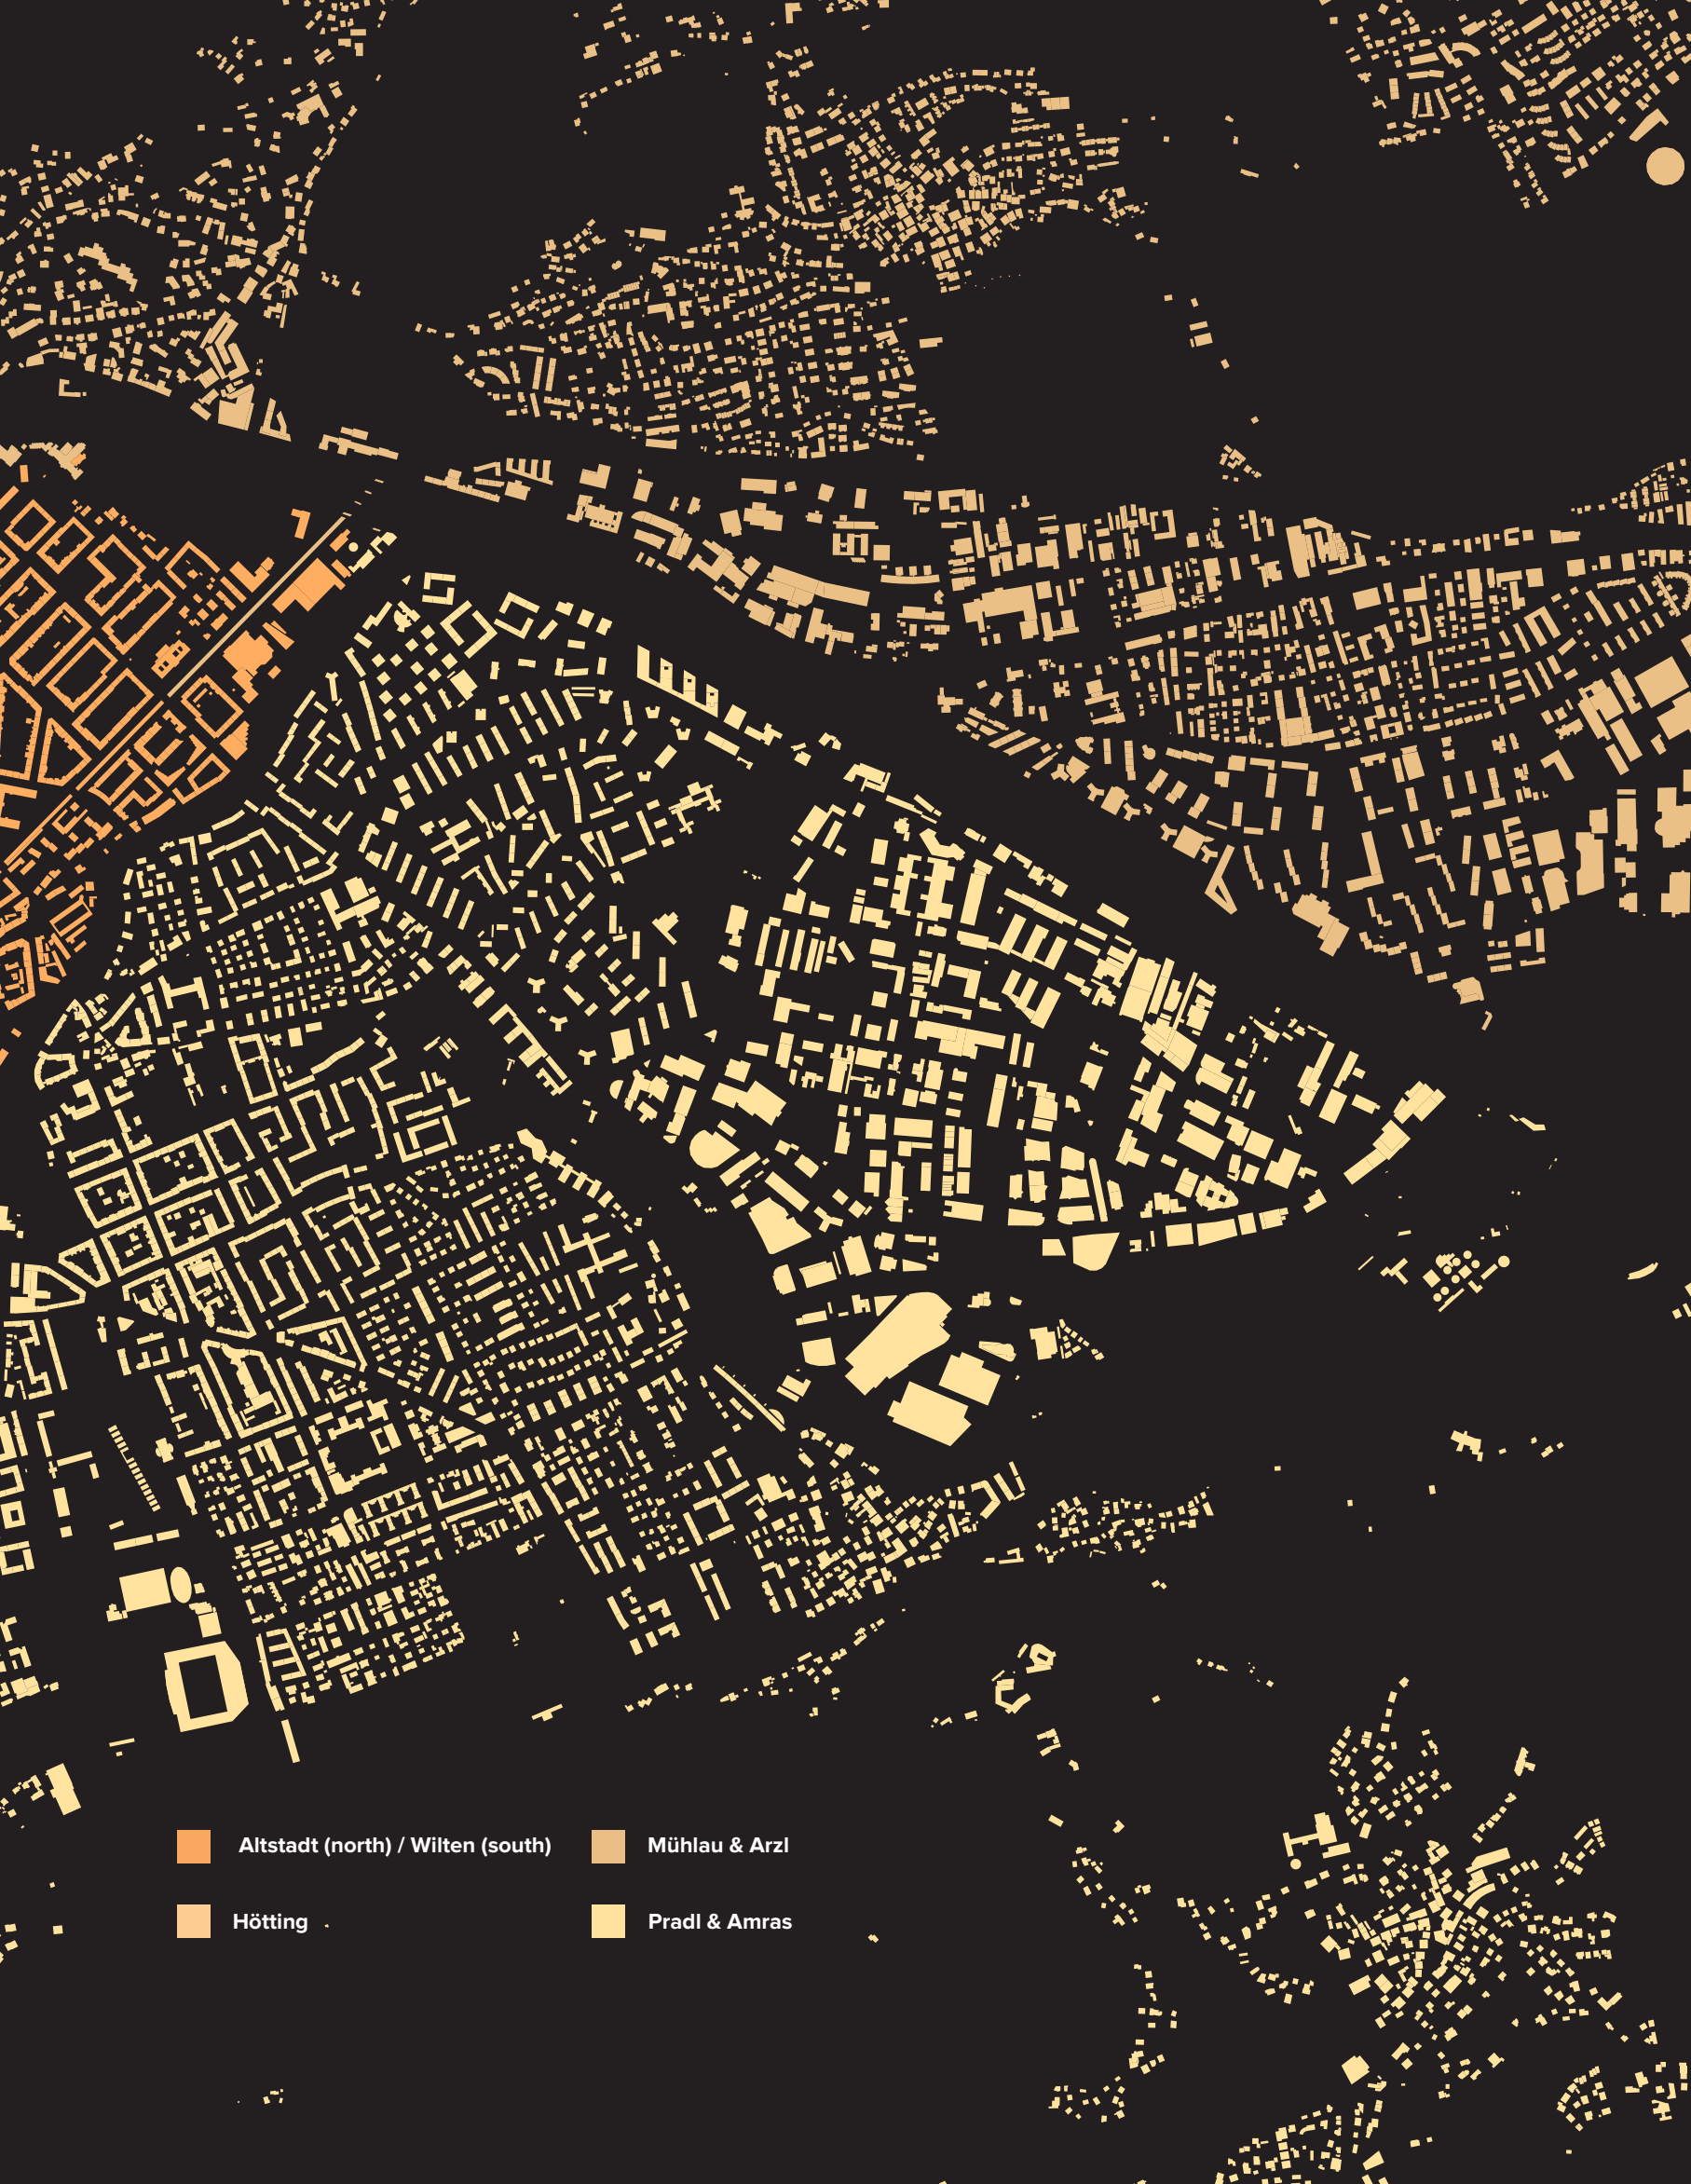 Altstadt (north) / Wilten (south)
Mühlau & Arzl
Hötting
Pradl & Amras